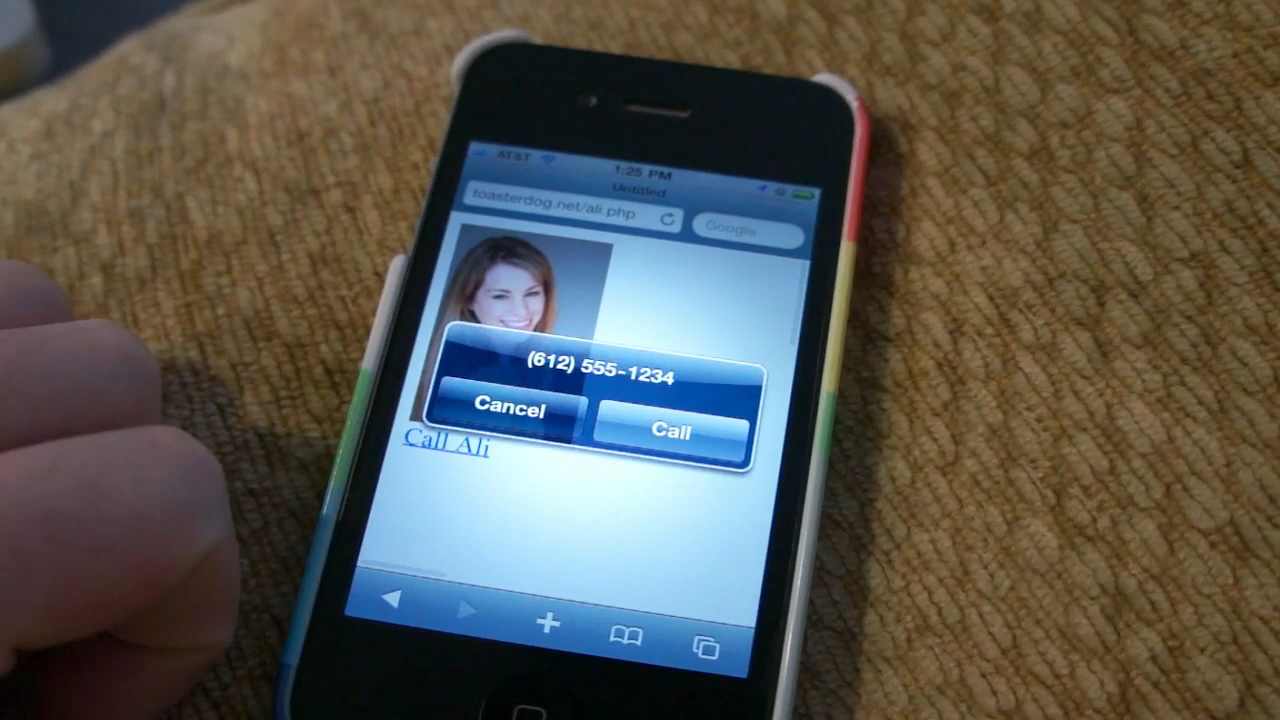 AT&T
1:25 PM
Untitled
toasterdog.net/ali.php
Google
(612) 555-1234
Cancel
Call
Call Ali